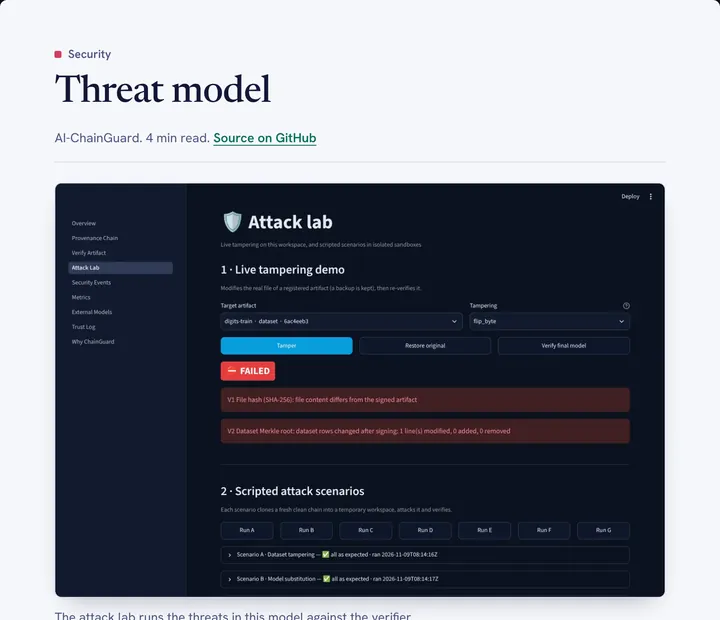 Security
Threat model
AI-ChainGuard. 4 min read. Source on GitHub
Deploy
Overview
Provenance Chain
Verify Artifact
Attack Lab
Security Events
Metrics
External Models
Trust Log
Why ChainGuard
Attack lab
Live tampering on this workspace, and scripted scenarios in isolated sandboxes
1 · Live tampering demo
Modifies the real file of a registered artifact (a backup is kept), then re-verifies it.
Target artifact
Tampering
digits-train · dataset · 6ac4eeb3
flip_byte
Tamper
Restore original
Verify final model
FAILED
V1 File hash (SHA-256): file content differs from the signed artifact
V2 Dataset Merkle root: dataset rows changed after signing: 1 line(s) modified, 0 added, 0 removed
2 · Scripted attack scenarios
Each scenario clones a fresh clean chain into a temporary workspace, attacks it and verifies.
Run A
Run B
Run C
Run D
Run E
Run F
Run G
Scenario A · Dataset tampering — ✅ all as expected · ran 2026-11-09T08:14:16Z
Scenario B · Model substitution — ✅ all as expected · ran 2026-11-09T08:14:17Z
The attack lab runs the threats in this model against the verifier